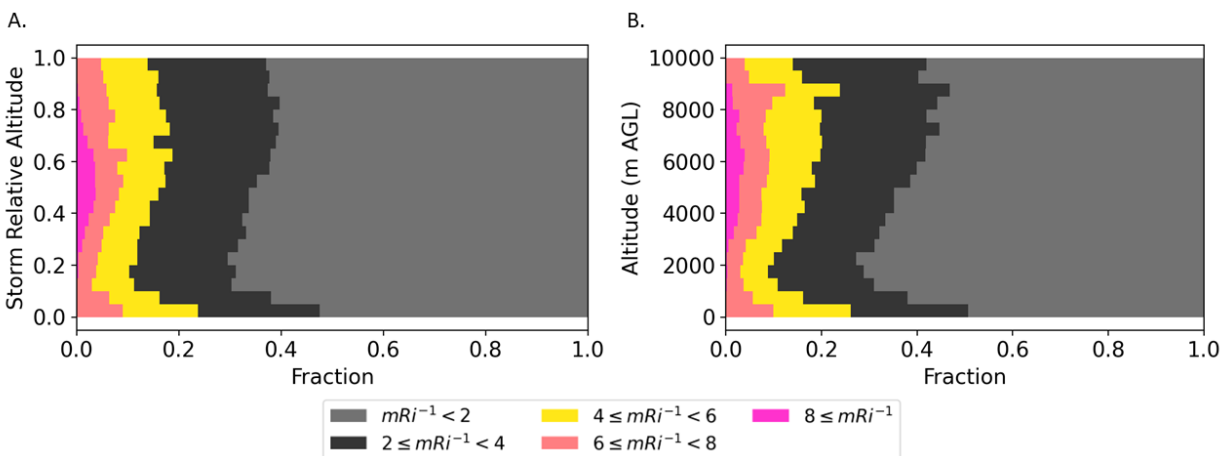 A.
B.
1.0
0.8
0.6
0.4
0.2
0.0
Storm Relative Altitude
0.0 0.2 0.4 0.6 0.8 1.0
Fraction
10000
8000
6000
4000
2000
0
Altitude (m AGL)
0.0 0.2 0.4 0.6 0.8 1.0
Fraction
mRi⁻¹ < 2
2 ≤ mRi⁻¹ < 4
4 ≤ mRi⁻¹ < 6
6 ≤ mRi⁻¹ < 8
8 ≤ mRi⁻¹